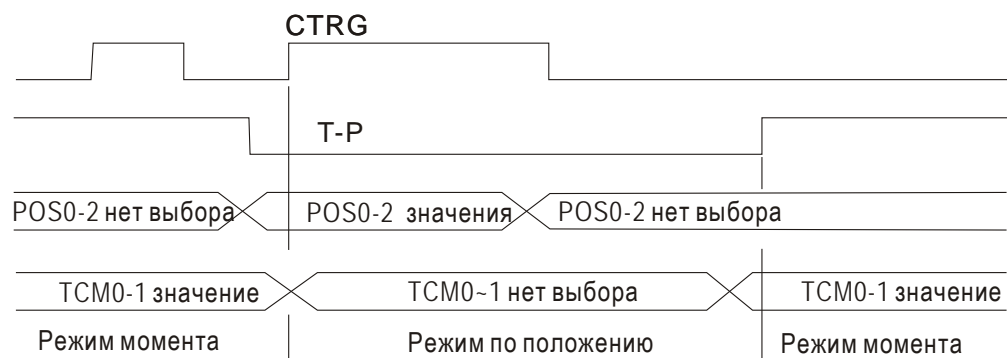 CTRG
T-P
POS0-2 нет выбора POS0-2 значения POS0-2 нет выбора
TCM0-1 значение TCM0~1 нет выбора TCM0-1 значение
Режим момента Режим по положению Режим момента